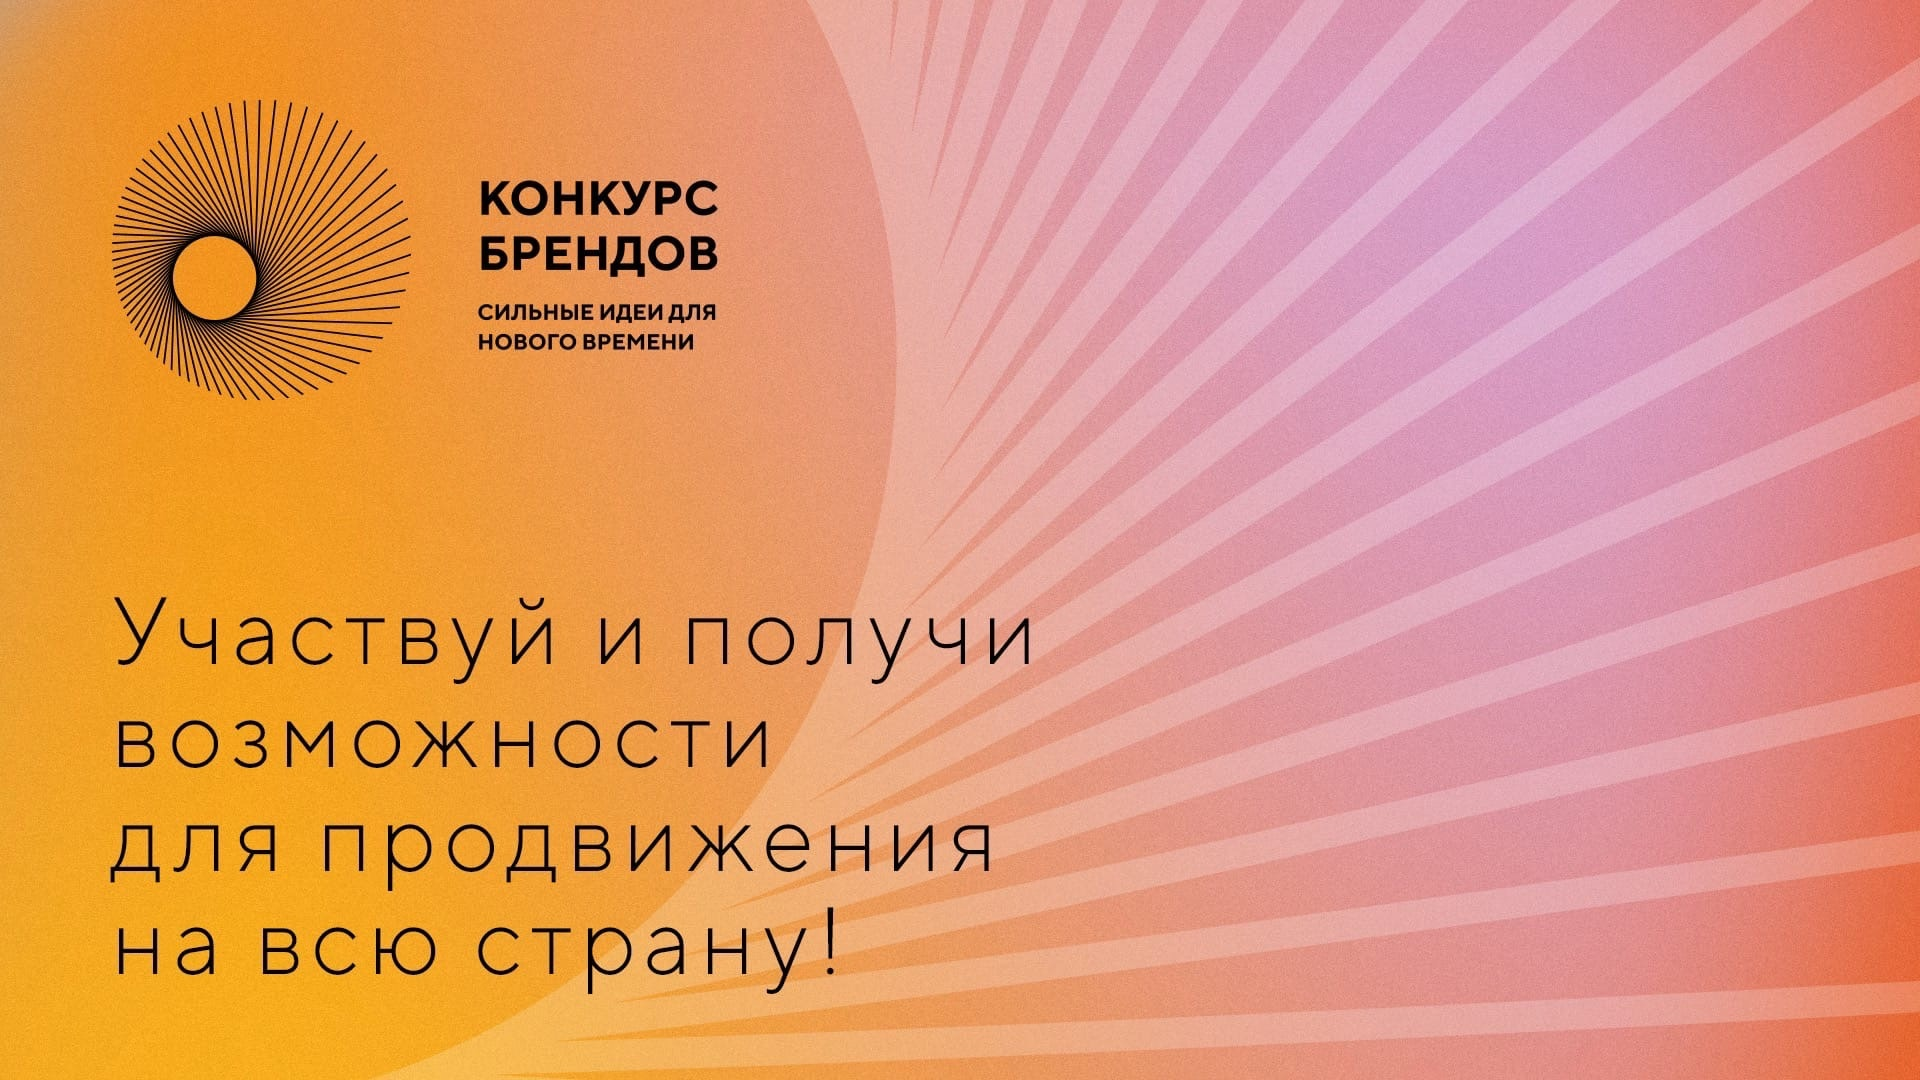 КОНКУРС
БРЕНДОВ
СИЛЬНЫЕ ИДЕИ ДЛЯ
НОВОГО ВРЕМЕНИ
Участвуй и получи
возможности
для продвижения
на всю страну!